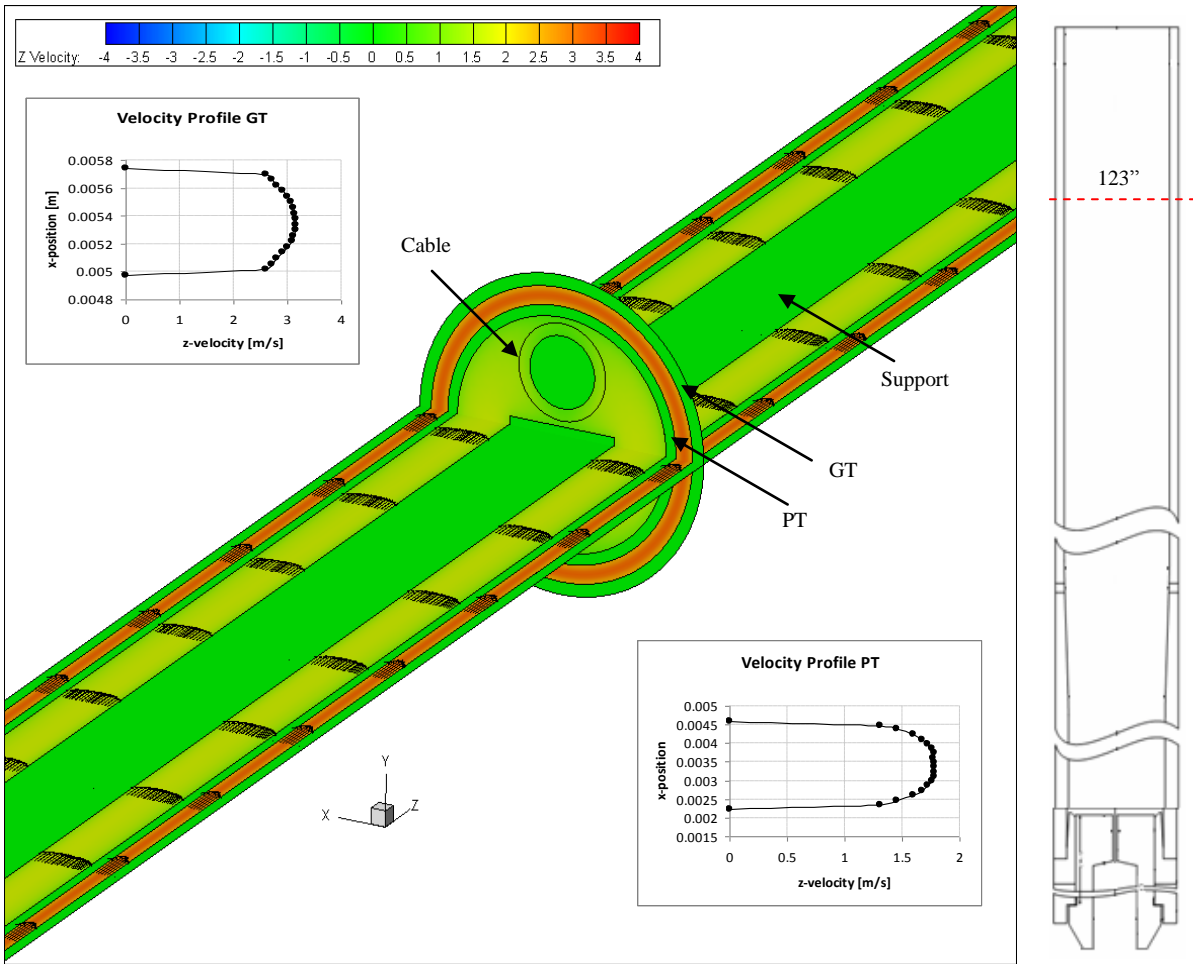 Z Velocity: -4 -3.5 -3 -2.5 -2 -1.5 -1 -0.5 0 0.5 1 1.5 2 2.5 3 3.5 4
Velocity Profile GT
x-position [m]
0.0058
0.0056
0.0054
0.0052
0.005
0.0048
0 1 2 3 4
z-velocity [m/s]
Cable
Support
GT
PT
123”
Y
X
Z
Velocity Profile PT
x-position
0.005
0.0045
0.004
0.0035
0.003
0.0025
0.002
0.0015
0 0.5 1 1.5 2
z-velocity [m/s]